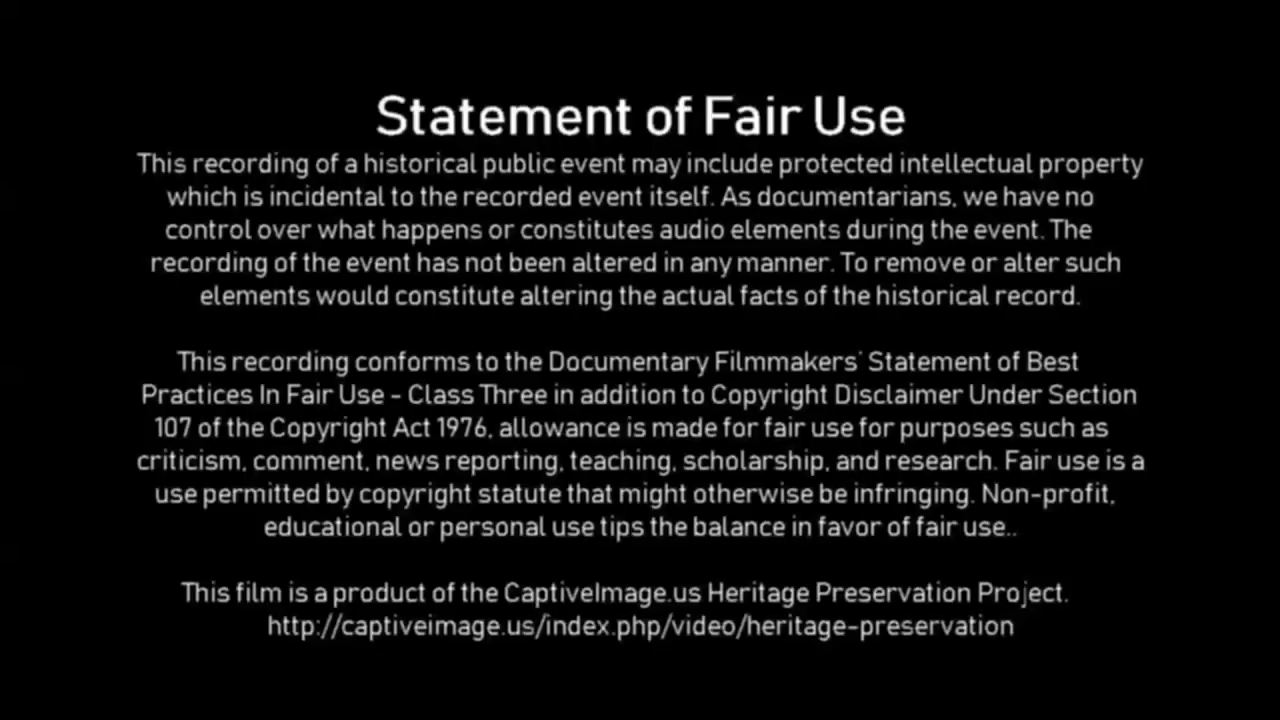 Statement of Fair Use
This recording of a historical public event may include protected intellectual property
which is incidental to the recorded event itself. As documentarians, we have no
control over what happens or constitutes audio elements during the event. The
recording of the event has not been altered in any manner. To remove or alter such
elements would constitute altering the actual facts of the historical record.
This recording conforms to the Documentary Filmmakers' Statement of Best
Practices In Fair Use - Class Three in addition to Copyright Disclaimer Under Section
107 of the Copyright Act 1976, allowance is made for fair use for purposes such as
criticism, comment, news reporting, teaching, scholarship, and research. Fair use is a
use permitted by copyright statute that might otherwise be infringing. Non-profit,
educational or personal use tips the balance in favor of fair use..
This film is a product of the CaptiveImage.us Heritage Preservation Project.
http://captiveimage.us/index.php/video/heritage-preservation